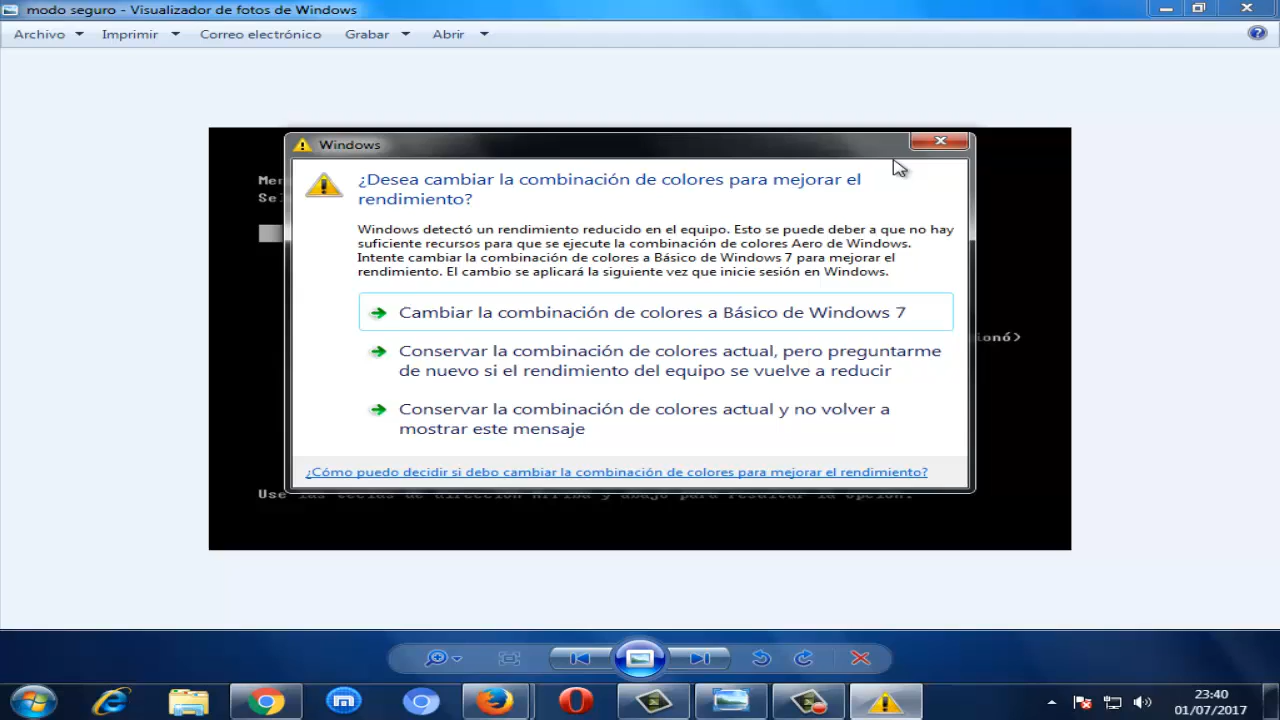 modo seguro - Visualizador de fotos de Windows
Archivo Imprimir Correo electrónico Grabar Abrir
Windows
¿Desea cambiar la combinación de colores para mejorar el
rendimiento?
Windows detectó un rendimiento reducido en el equipo. Esto se puede deber a que no hay
suficiente recursos para que se ejecute la combinación de colores Aero de Windows.
Intente cambiar la combinación de colores a Básico de Windows 7 para mejorar el
rendimiento. El cambio se aplicará la siguiente vez que inicie sesión en Windows.
Cambiar la combinación de colores a Básico de Windows 7
Conservar la combinación de colores actual, pero preguntarme
de nuevo si el rendimiento del equipo se vuelve a reducir
Conservar la combinación de colores actual y no volver a
mostrar este mensaje
¿Cómo puedo decidir si debo cambiar la combinación de colores para mejorar el rendimiento?
23:40
01/07/2017